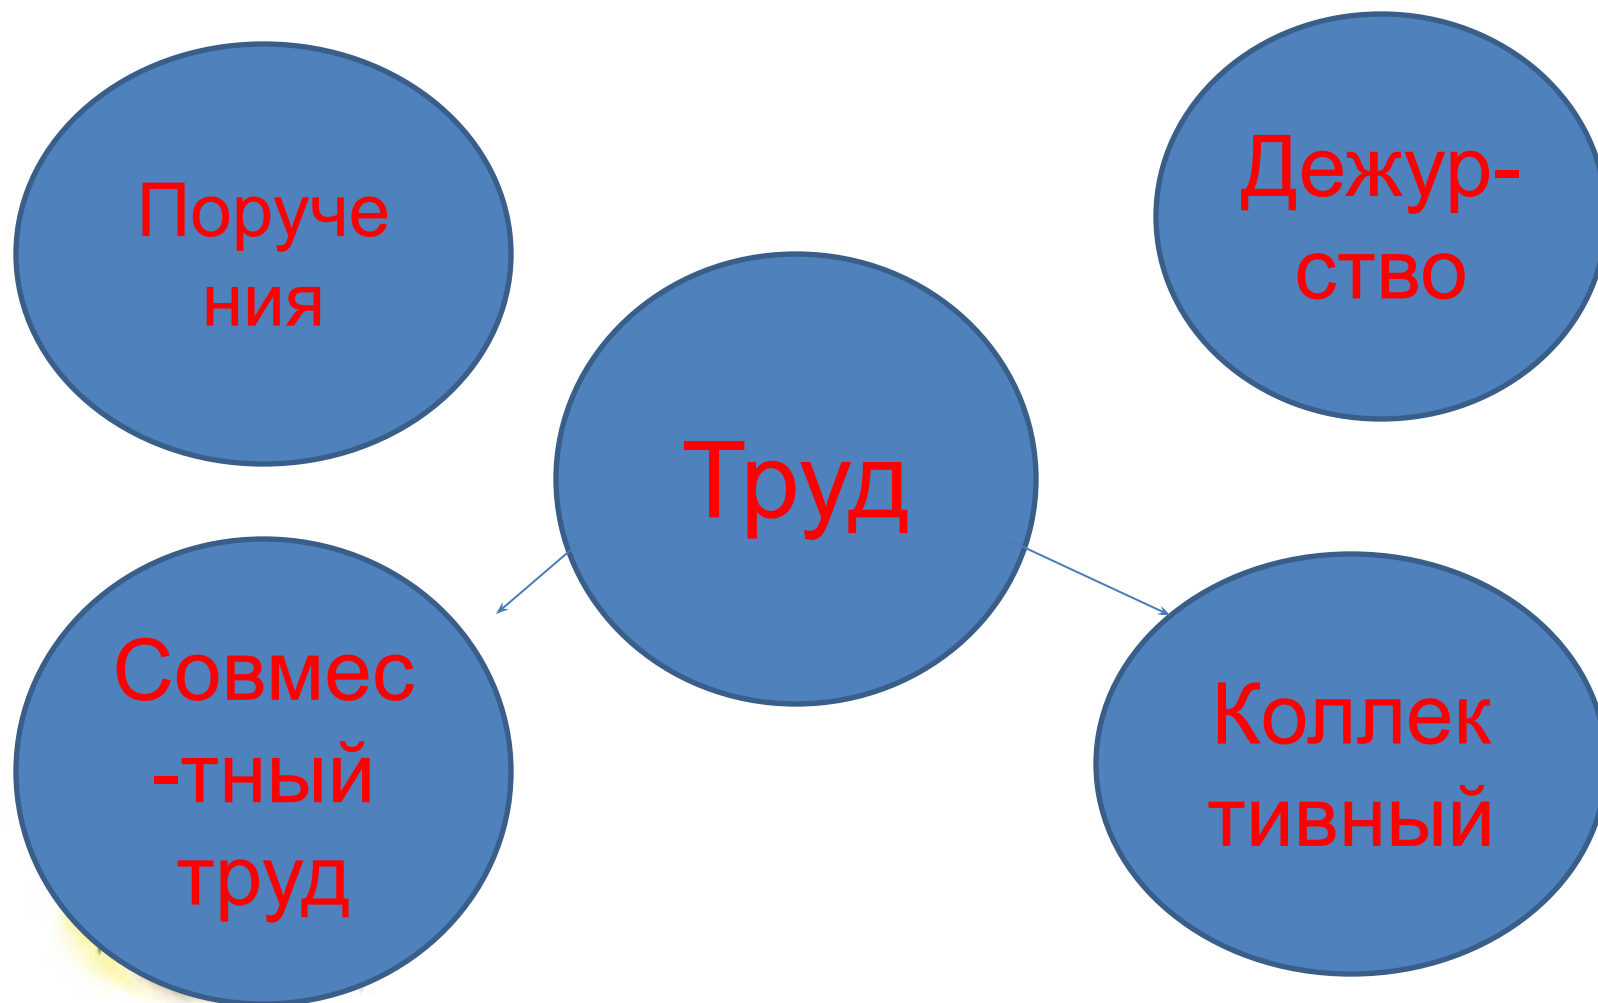 Поруче
ния
Дежур-
ство
Труд
Совмес
-тный
труд
Коллек
тивный